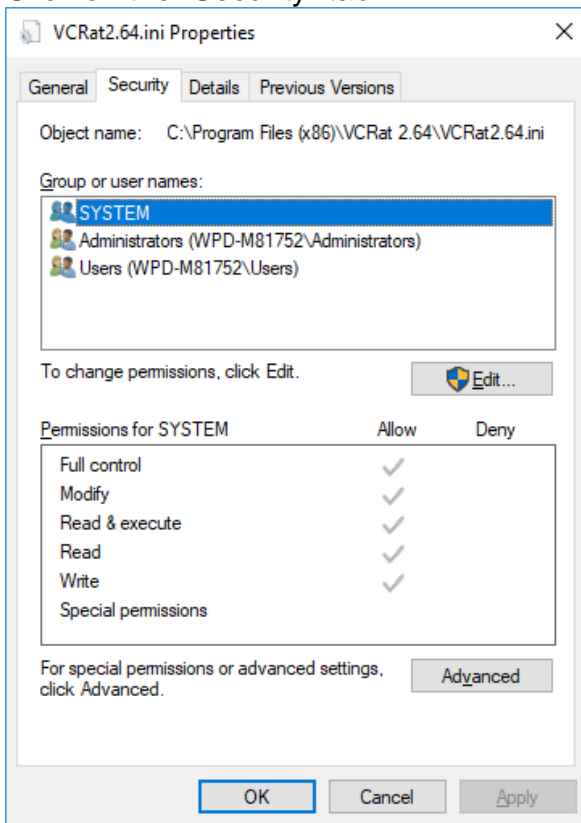 VCRat2.64.ini Properties
General Security Details Previous Versions
Object name: C:\Program Files (x86)\VCRat 2.64\VCRat2.64.ini
Group or user names:
SYSTEM
Administrators (WPD-M81752\Administrators)
Users (WPD-M81752\Users)
To change permissions, click Edit.
Edit...
Permissions for SYSTEM Allow Deny
Full control
Modify
Read & execute
Read
Write
Special permissions
For special permissions or advanced settings,
click Advanced.
Advanced
OK Cancel Apply